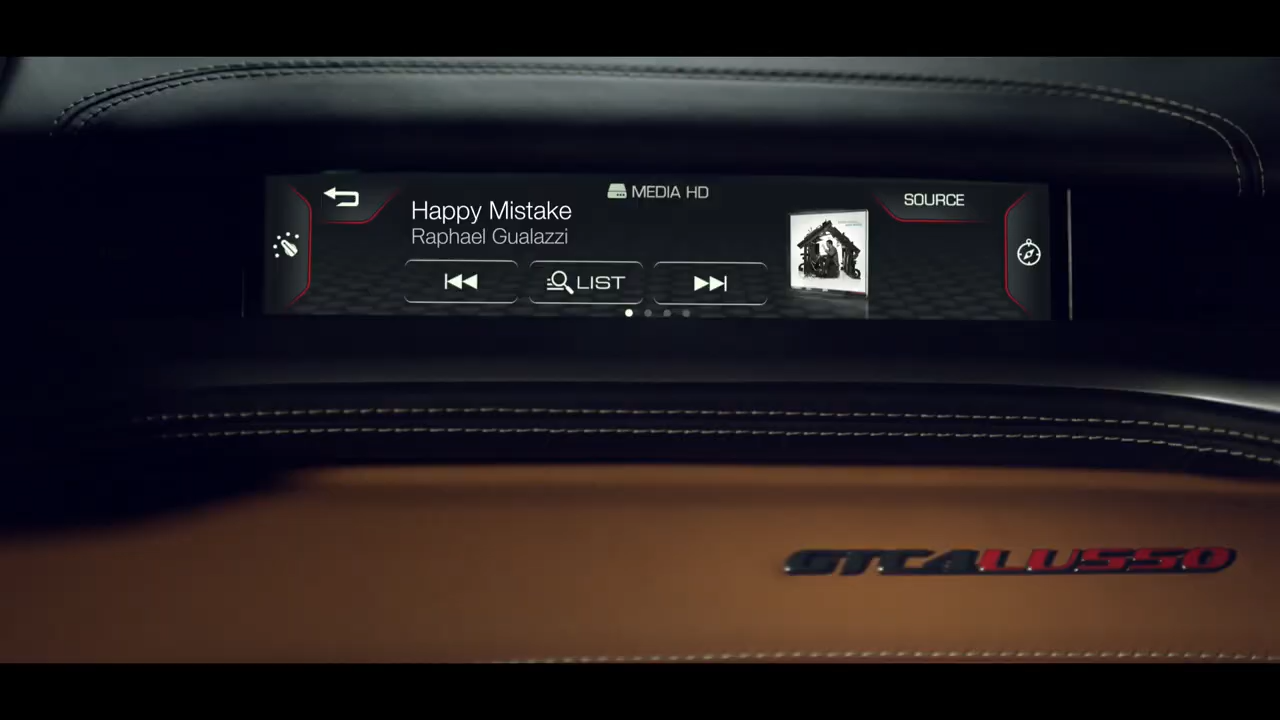 MEDIA HD
SOURCE
Happy Mistake
Raphael Gualazzi
LIST
GTC4LUSSO